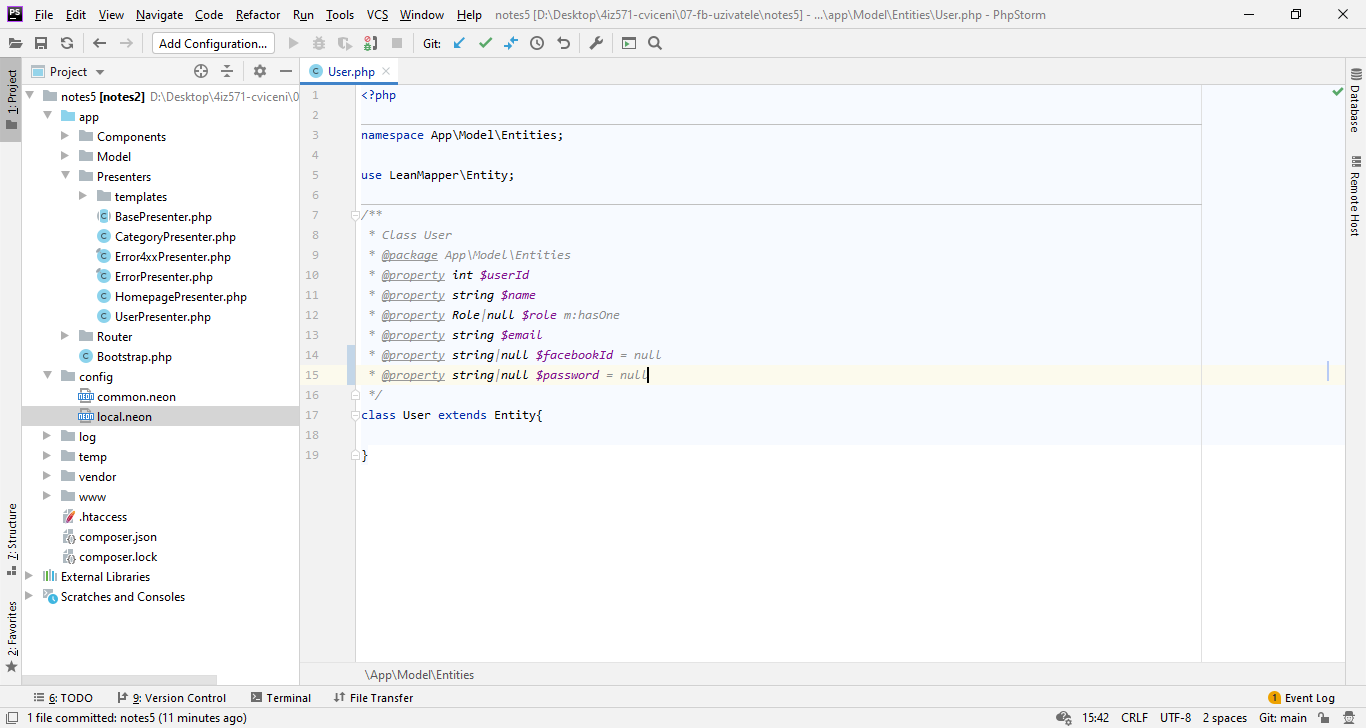 PS File Edit View Navigate Code Refactor Run Tools VCS Window Help notes5 [D:\Desktop\4iz571-cviceni\07-fb-uzivatele\notes5] - ...\app\Model\Entities\User.php - PhpStorm
Add Configuration... Git:
Project
User.php
1: Project
notes5 [notes2] D:\Desktop\4iz571-cviceni\0
app
Components
Model
Presenters
templates
BasePresenter.php
CategoryPresenter.php
Error4xxPresenter.php
ErrorPresenter.php
HomepagePresenter.php
UserPresenter.php
Router
Bootstrap.php
config
common.neon
local.neon
log
temp
vendor
www
.htaccess
composer.json
composer.lock
External Libraries
Scratches and Consoles
7: Structure
2: Favorites
1 <?php
2
3 namespace App\Model\Entities;
4
5 use LeanMapper\Entity;
6
7 /**
8 * Class User
9 * @package App\Model\Entities
10 * @property int $userId
11 * @property string $name
12 * @property Role|null $role m:hasOne
13 * @property string $email
14 * @property string|null $facebookId = null
15 * @property string|null $password = null
16 */
17 class User extends Entity{
18
19 }
Database
Remote Host
\App\Model\Entities
6: TODO 9: Version Control Terminal File Transfer 1 Event Log
1 file committed: notes5 (11 minutes ago) 15:42 CRLF UTF-8 2 spaces Git: main